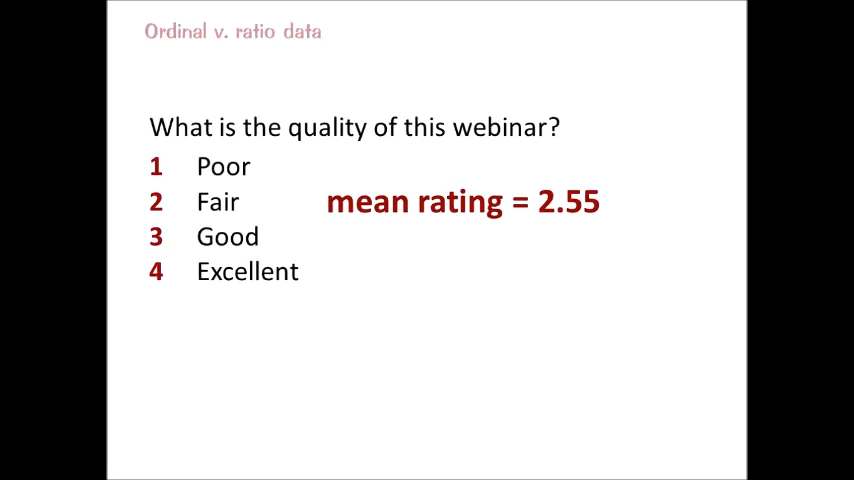 Ordinal v. ratio data
What is the quality of this webinar?
1 Poor
2 Fair
mean rating = 2.55
3 Good
4 Excellent